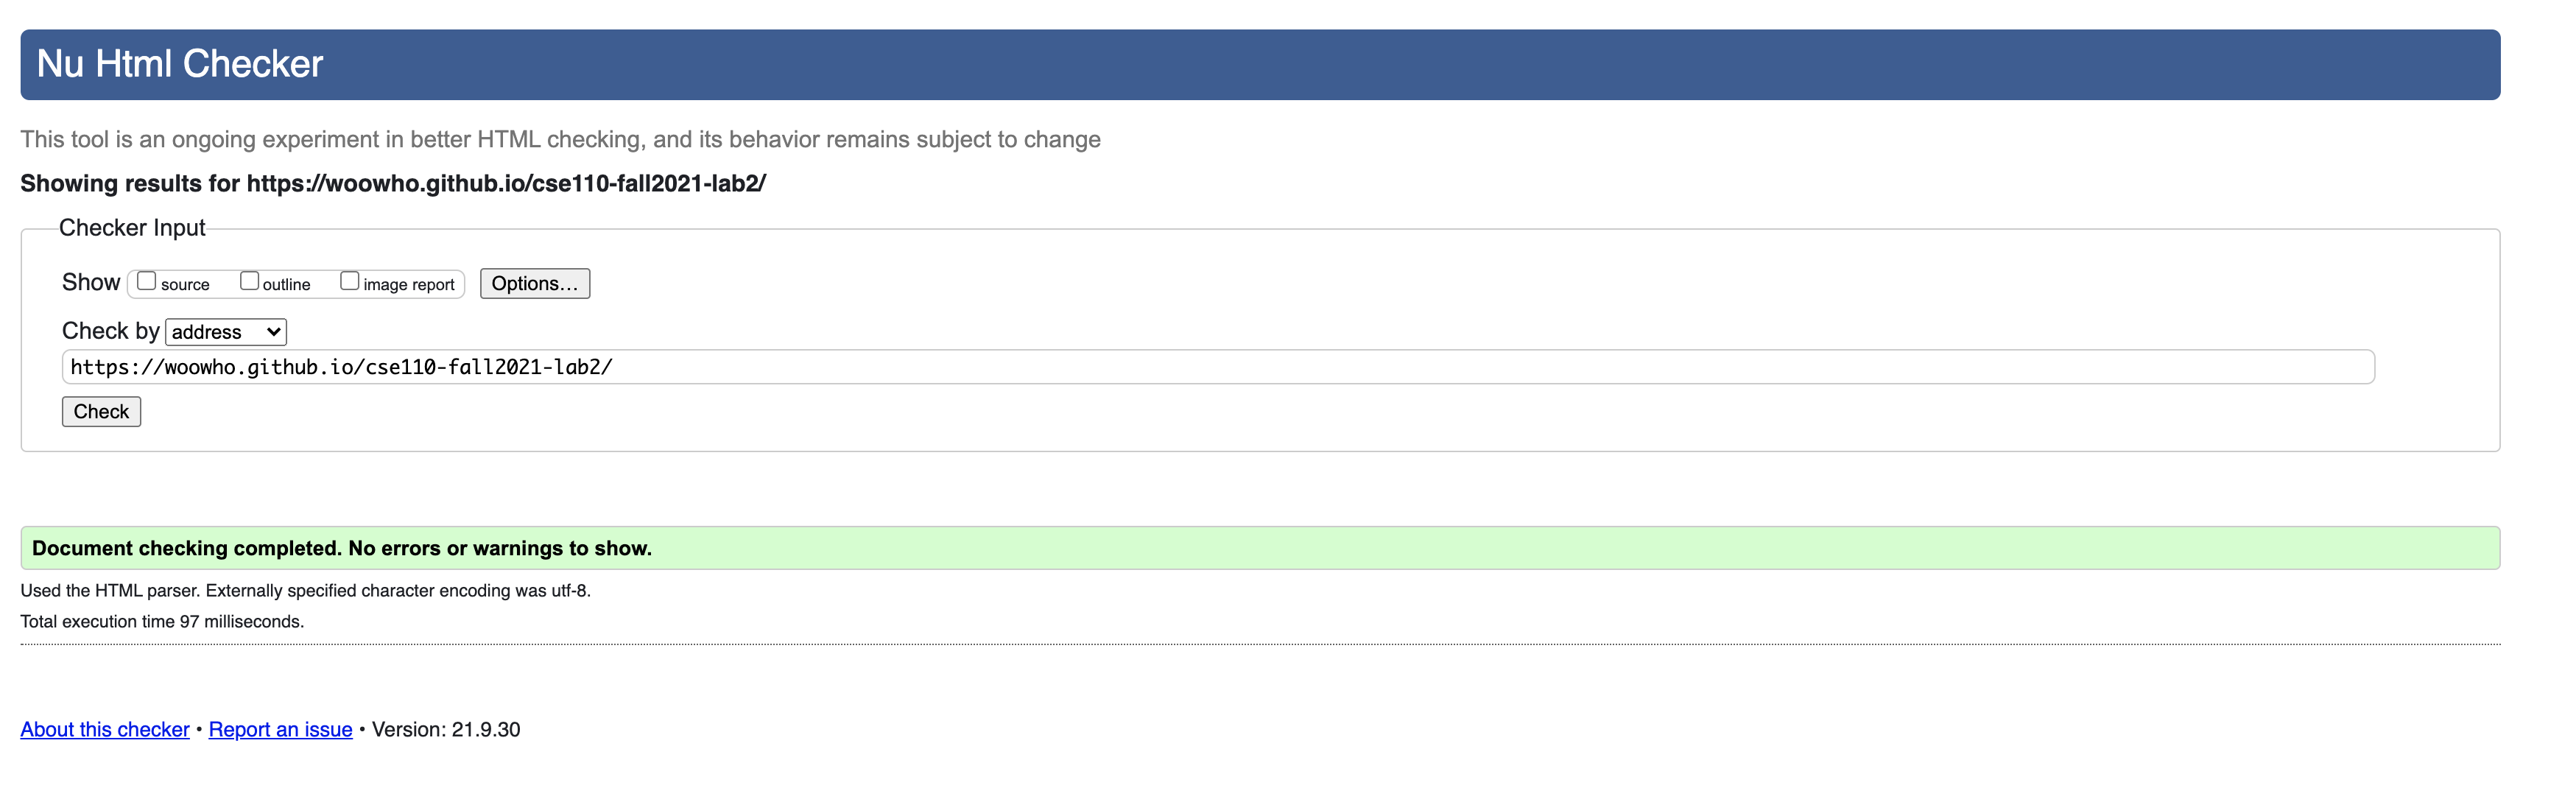 Nu Html Checker
This tool is an ongoing experiment in better HTML checking, and its behavior remains subject to change
Showing results for https://woowho.github.io/cse110-fall2021-lab2/
Checker Input
Show source outline image report Options...
Check by address
https://woowho.github.io/cse110-fall2021-lab2/
Check
Document checking completed. No errors or warnings to show.
Used the HTML parser. Externally specified character encoding was utf-8.
Total execution time 97 milliseconds.
About this checker • Report an issue • Version: 21.9.30